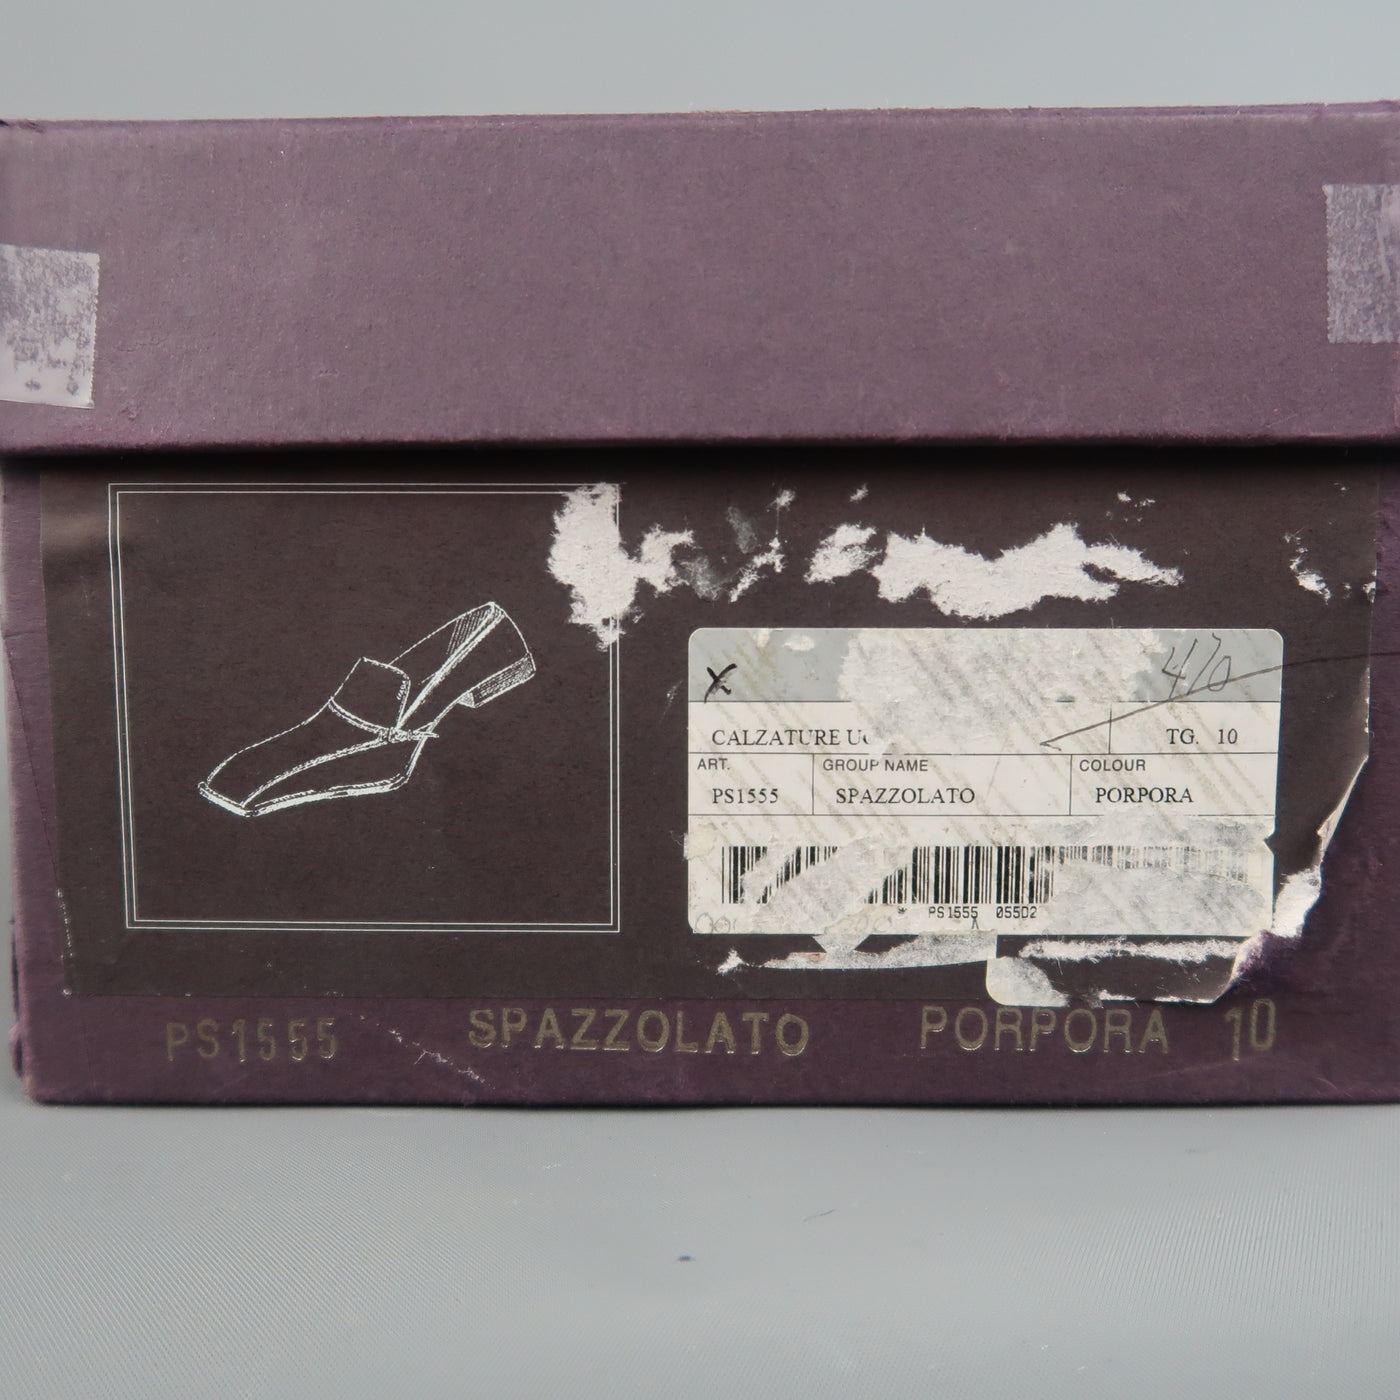 x 4/0
CALZATURE TG. 10
ART. GROUP NAME COLOUR
PS1555 SPAZZOLATO PORPORA
* PS1555 055D2
A
PS1555 SPAZZOLATO PORPORA 10